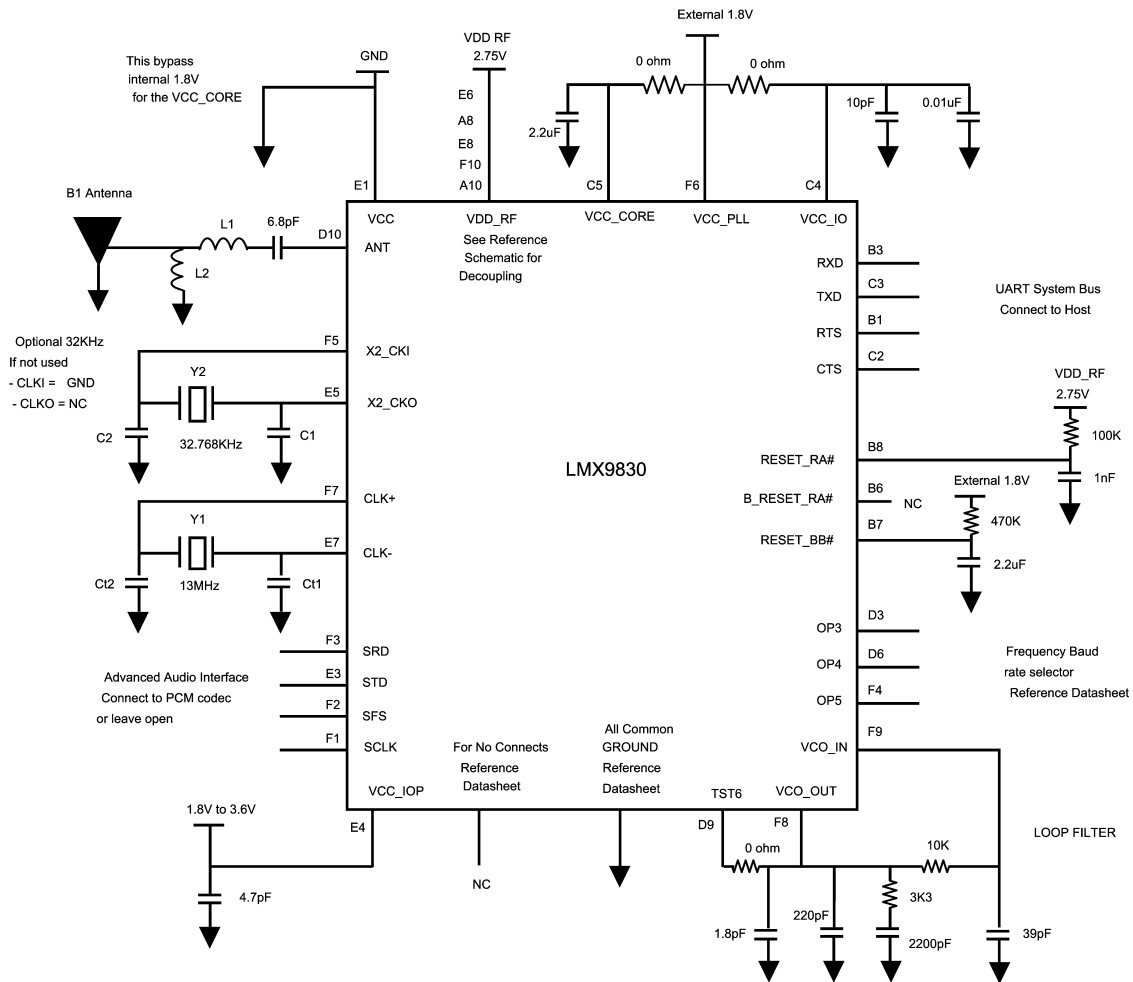 External 1.8V
VDD RF
2.75V
GND
This bypass
internal 1.8V
for the VCC_CORE
0 ohm
0 ohm
E6
A8
E8
F10
A10
2.2uF
10pF
0.01uF
E1
C5
F6
C4
B1 Antenna
VCC
VDD_RF
VCC_CORE
VCC_PLL
VCC_IO
See Reference
Schematic for
Decoupling
L1
6.8pF
D10
ANT
L2
RXD
B3
TXD
C3
RTS
B1
CTS
C2
UART System Bus
Connect to Host
Optional 32KHz
If not used
- CLKI = GND
- CLKO = NC
F5
X2_CKI
Y2
E5
X2_CKO
C2
32.768KHz
C1
VDD_RF
2.75V
100K
B8
RESET_RA#
1nF
LMX9830
B6
B_RESET_RA#
NC
External 1.8V
470K
B7
RESET_BB#
2.2uF
F7
CLK+
Y1
E7
CLK-
Ct2
13MHz
Ct1
D3
OP3
D6
OP4
F4
OP5
Frequency Baud
rate selector
Reference Datasheet
F3
SRD
E3
STD
F2
SFS
F1
SCLK
Advanced Audio Interface
Connect to PCM codec
or leave open
F9
VCO_IN
For No Connects
Reference
Datasheet
All Common
GROUND
Reference
Datasheet
VCC_IOP
TST6
VCO_OUT
1.8V to 3.6V
E4
D9
F8
LOOP FILTER
4.7pF
NC
0 ohm
10K
3K3
1.8pF
220pF
2200pF
39pF